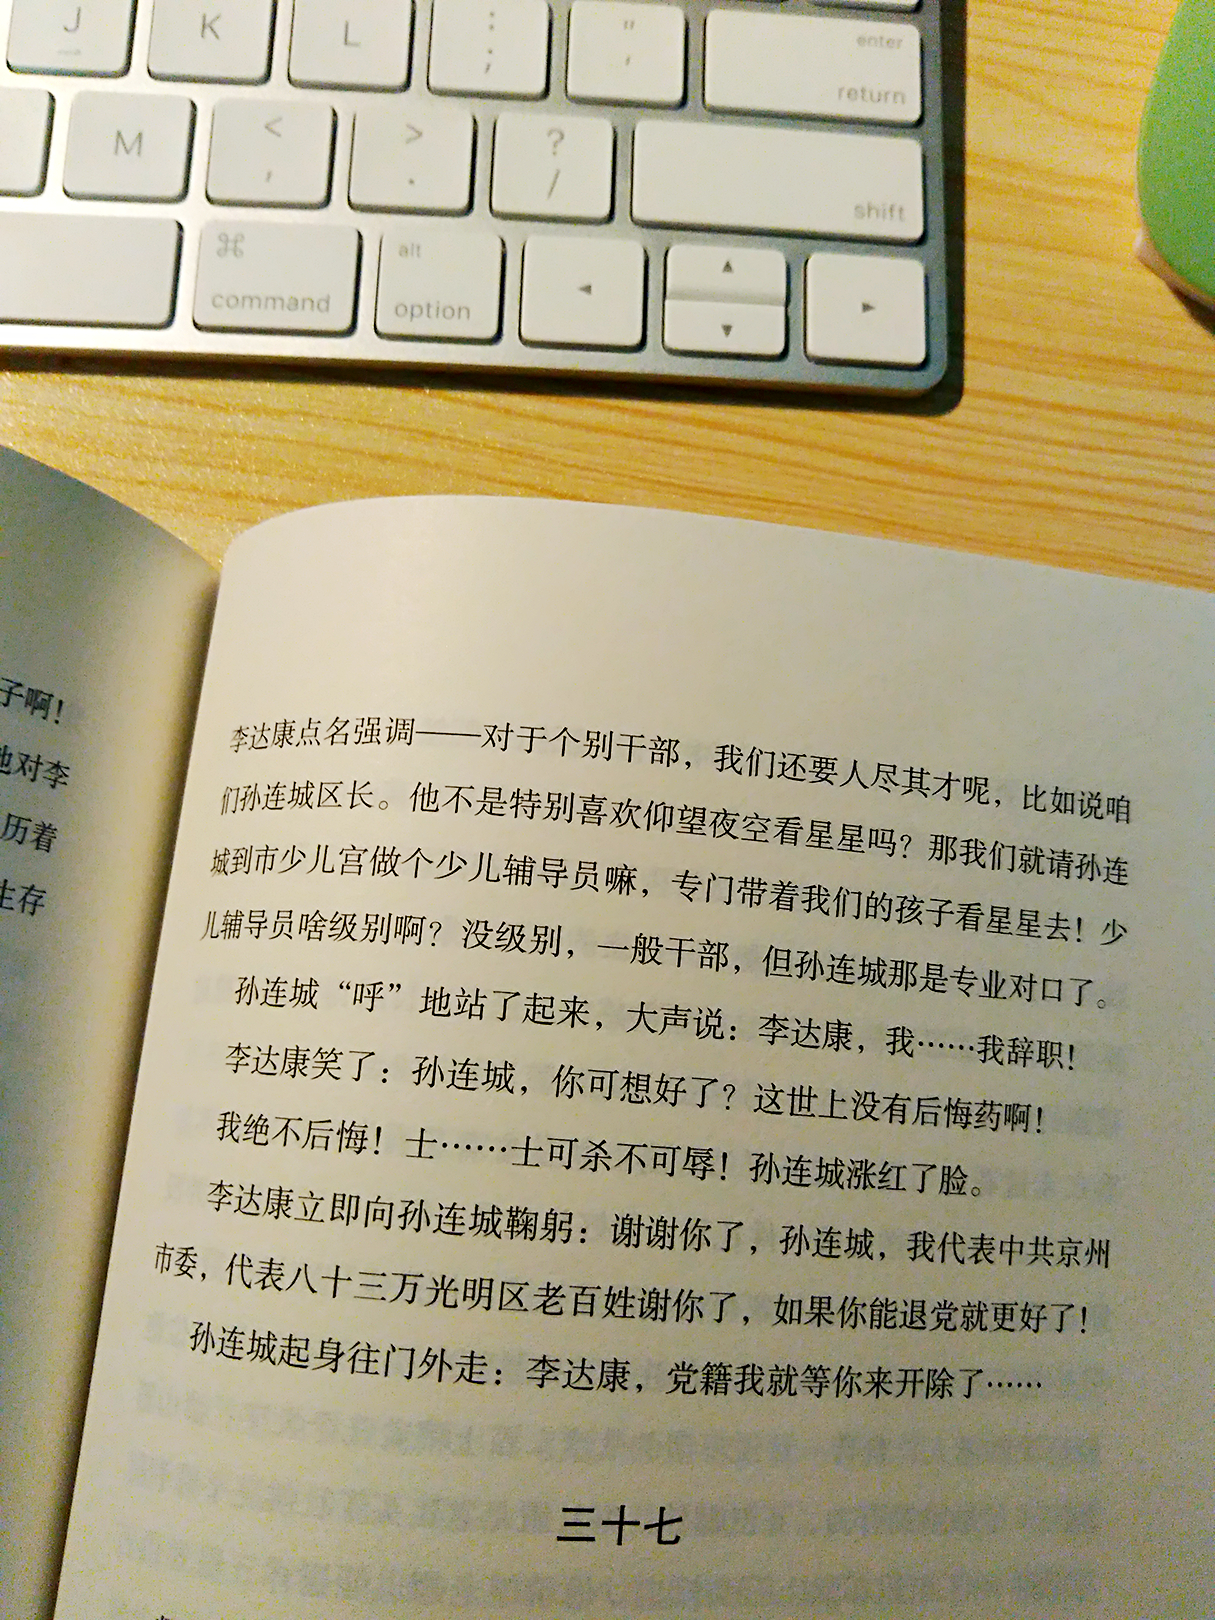 J
K
L
:
;
"
'
enter
return
M
<
,
>
.
?
/
shift
⌘
command
alt
option
◀
▲
▼
▶
子啊！
对李
历着
生存
李达康点名强调——对于个别干部，我们还要人尽其才呢，比如说咱
们孙连城区长。他不是特别喜欢仰望夜空看星星吗？那我们就请孙连
城到市少儿宫做个少儿辅导员嘛，专门带着我们的孩子看星星去！少
儿辅导员啥级别啊？没级别，一般干部，但孙连城那是专业对口了。
孙连城“呼”地站了起来，大声说：李达康，我……我辞职！
李达康笑了：孙连城，你可想好了？这世上没有后悔药啊！
我绝不后悔！士……士可杀不可辱！孙连城涨红了脸。
李达康立即向孙连城鞠躬：谢谢你了，孙连城，我代表中共京州
市委，代表八十三万光明区老百姓谢你了，如果你能退党就更好了！
孙连城起身往门外走：李达康，党籍我就等你来开除了……
三十七